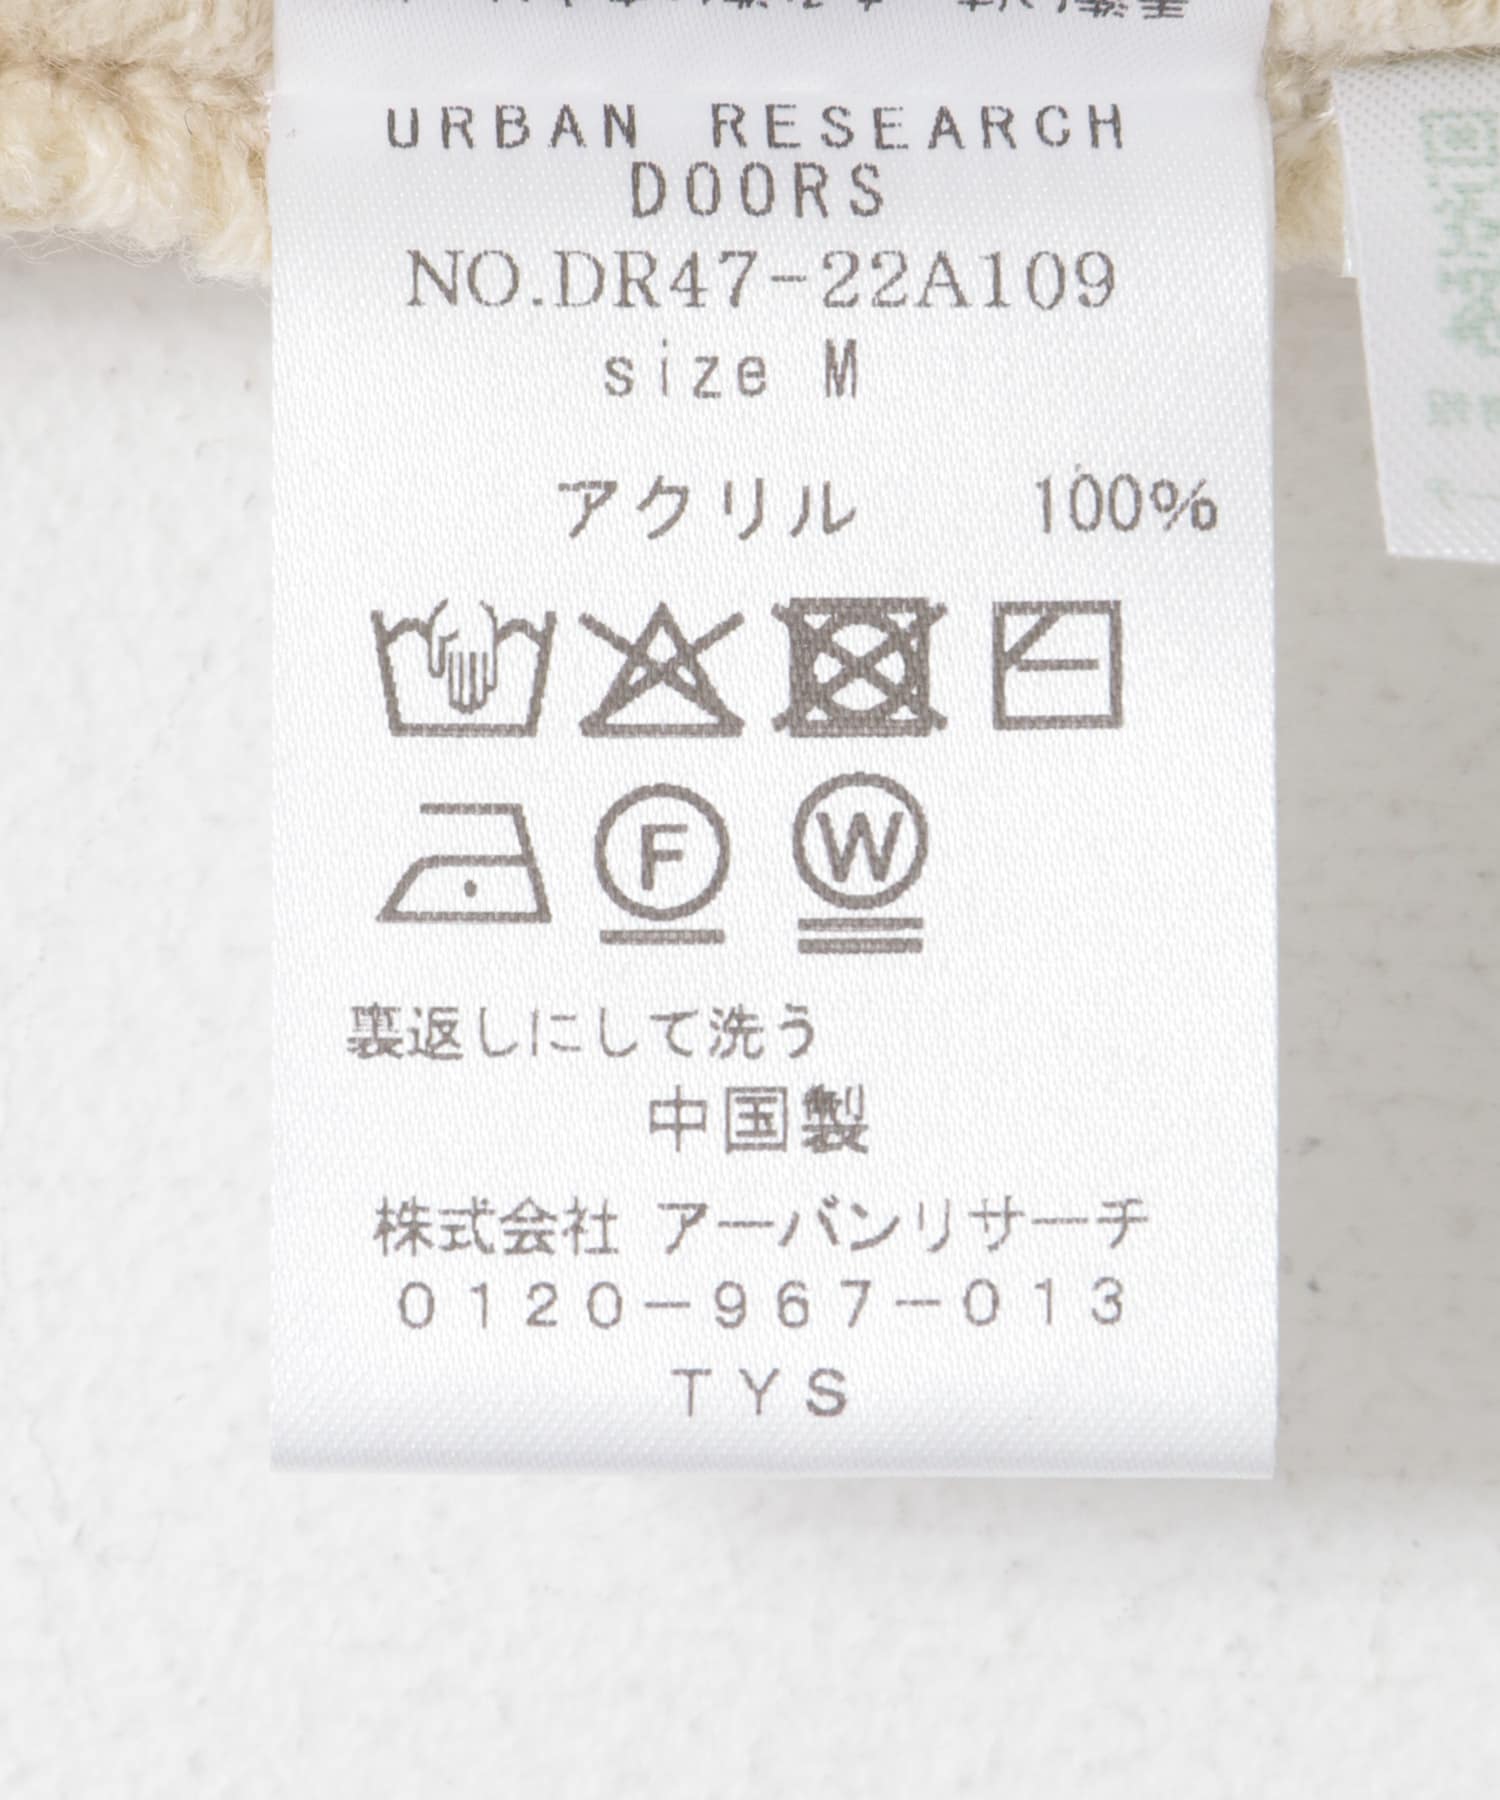 URBAN RESEARCH
DOORS
NO.DR47-22A109
size M
アクリル 100%
F W
裏返しにして洗う
中国製
株式会社 アーバンリサーチ
0120-967-013
TYS